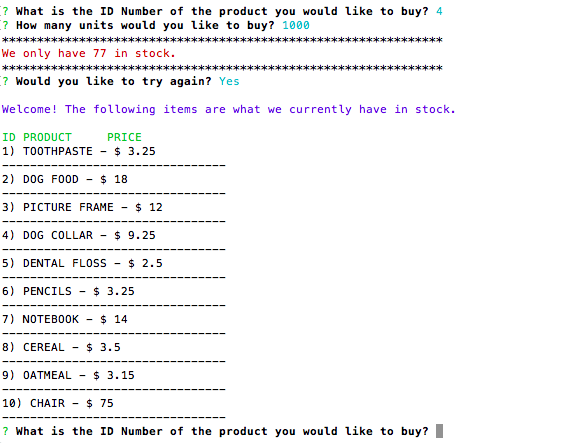 ? What is the ID Number of the product you would like to buy? 4
? How many units would you like to buy? 1000
***************************************************************
We only have 77 in stock.
***************************************************************
? Would you like to try again? Yes
Welcome! The following items are what we currently have in stock.
ID PRODUCT     PRICE
1) TOOTHPASTE - $ 3.25
--------------------------------
2) DOG FOOD - $ 18
--------------------------------
3) PICTURE FRAME - $ 12
--------------------------------
4) DOG COLLAR - $ 9.25
--------------------------------
5) DENTAL FLOSS - $ 2.5
--------------------------------
6) PENCILS - $ 3.25
--------------------------------
7) NOTEBOOK - $ 14
--------------------------------
8) CEREAL - $ 3.5
--------------------------------
9) OATMEAL - $ 3.15
--------------------------------
10) CHAIR - $ 75
--------------------------------
? What is the ID Number of the product you would like to buy?